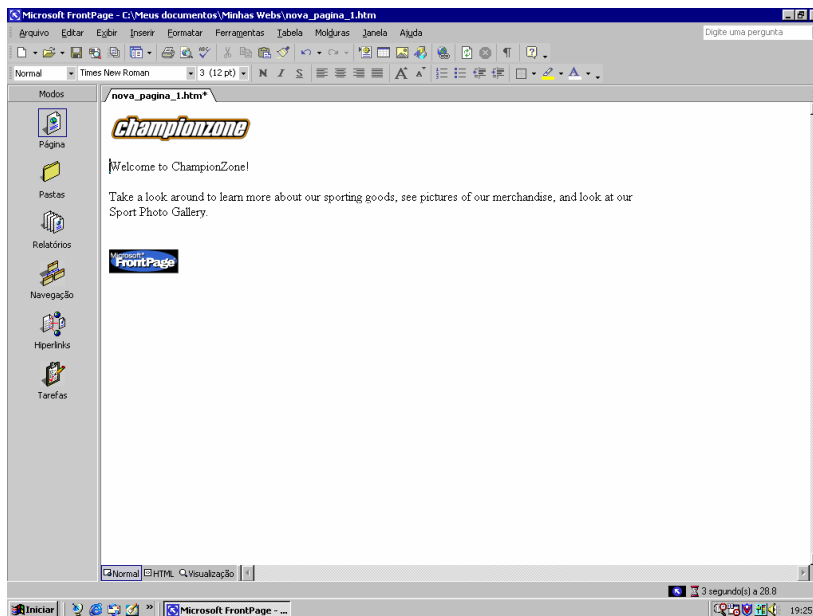 Microsoft FrontPage - C:\Meus documentos\Minhas Webs\nova_pagina_1.htm
Arquivo Editar Exibir Inserir Formatar Ferramentas Tabela Molduras Janela Ajuda Digite uma pergunta
Normal Times New Roman 3 (12 pt) N I S
Modos
nova_pagina_1.htm*
championzone
Página
Welcome to ChampionZone!
Pastas
Take a look around to learn more about our sporting goods, see pictures of our merchandise, and look at our
Sport Photo Gallery.
Relatórios
Microsoft
FrontPage
Navegação
Hiperlinks
Tarefas
Normal HTML Visualização
3 segundo(s) a 28.8
Iniciar » Microsoft FrontPage - ... 19:25